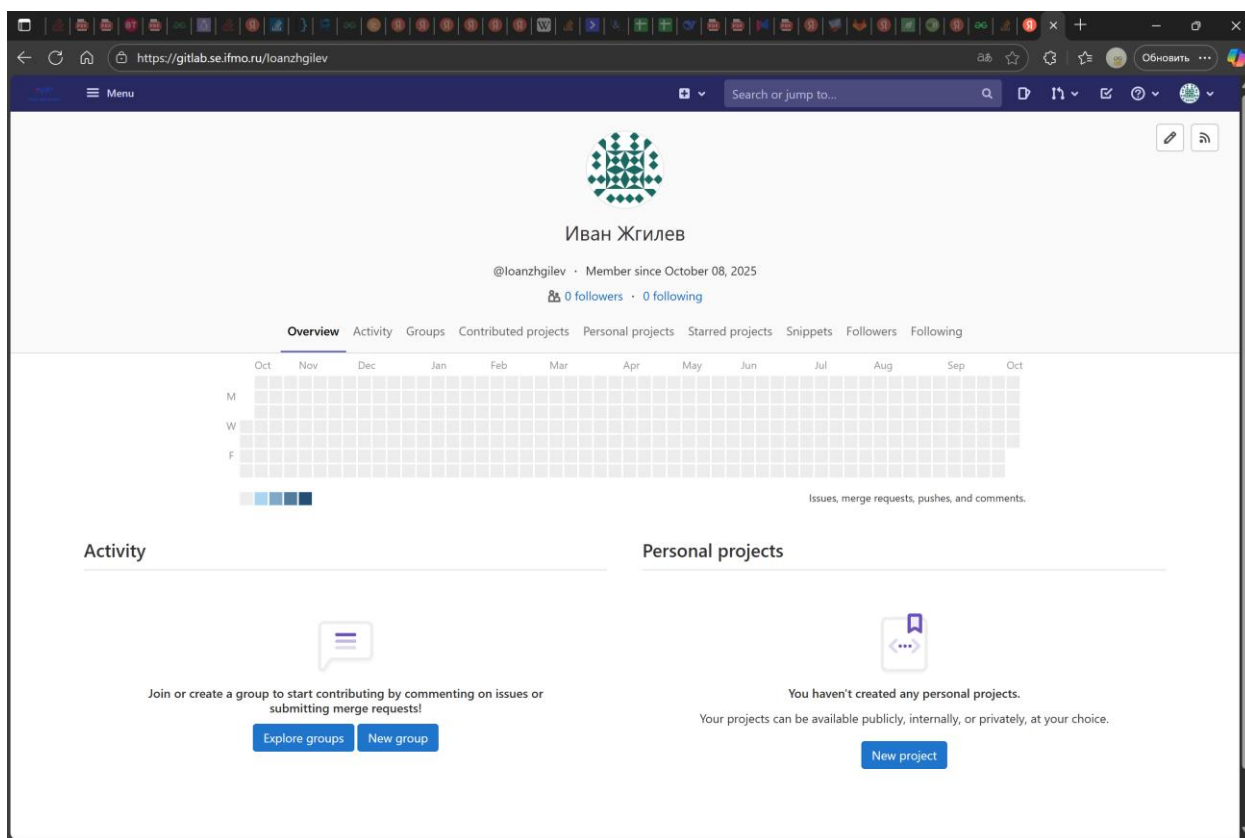 https://gitlab.se.ifmo.ru/loanzhgilev
Обновить
Menu
Search or jump to...
Иван Жгилев
@loanzhgilev · Member since October 08, 2025
0 followers · 0 following
Overview Activity Groups Contributed projects Personal projects Starred projects Snippets Followers Following
Oct Nov Dec Jan Feb Mar Apr May Jun Jul Aug Sep Oct
M
W
F
Issues, merge requests, pushes, and comments.
Activity
Personal projects
Join or create a group to start contributing by commenting on issues or
submitting merge requests!
Explore groups New group
You haven't created any personal projects.
Your projects can be available publicly, internally, or privately, at your choice.
New project